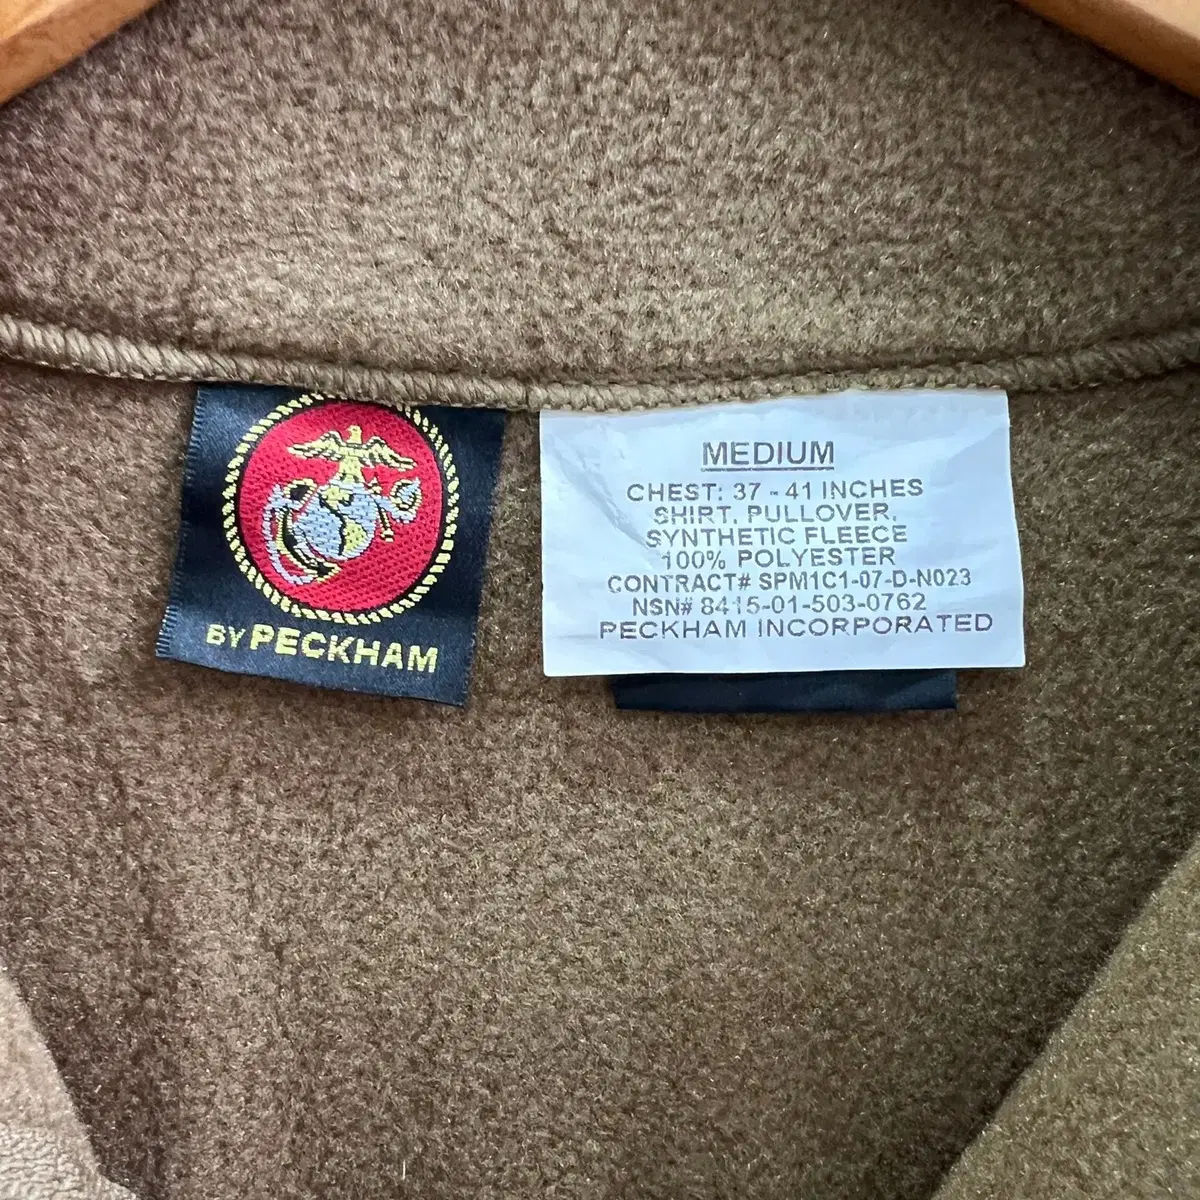 BY PECKHAM
MEDIUM
CHEST: 37 - 41 INCHES
SHIRT, PULLOVER,
SYNTHETIC FLEECE
100% POLYESTER
CONTRACT# SPM1C1-07-D-N023
NSN# 8415-01-503-0762
PECKHAM INCORPORATED